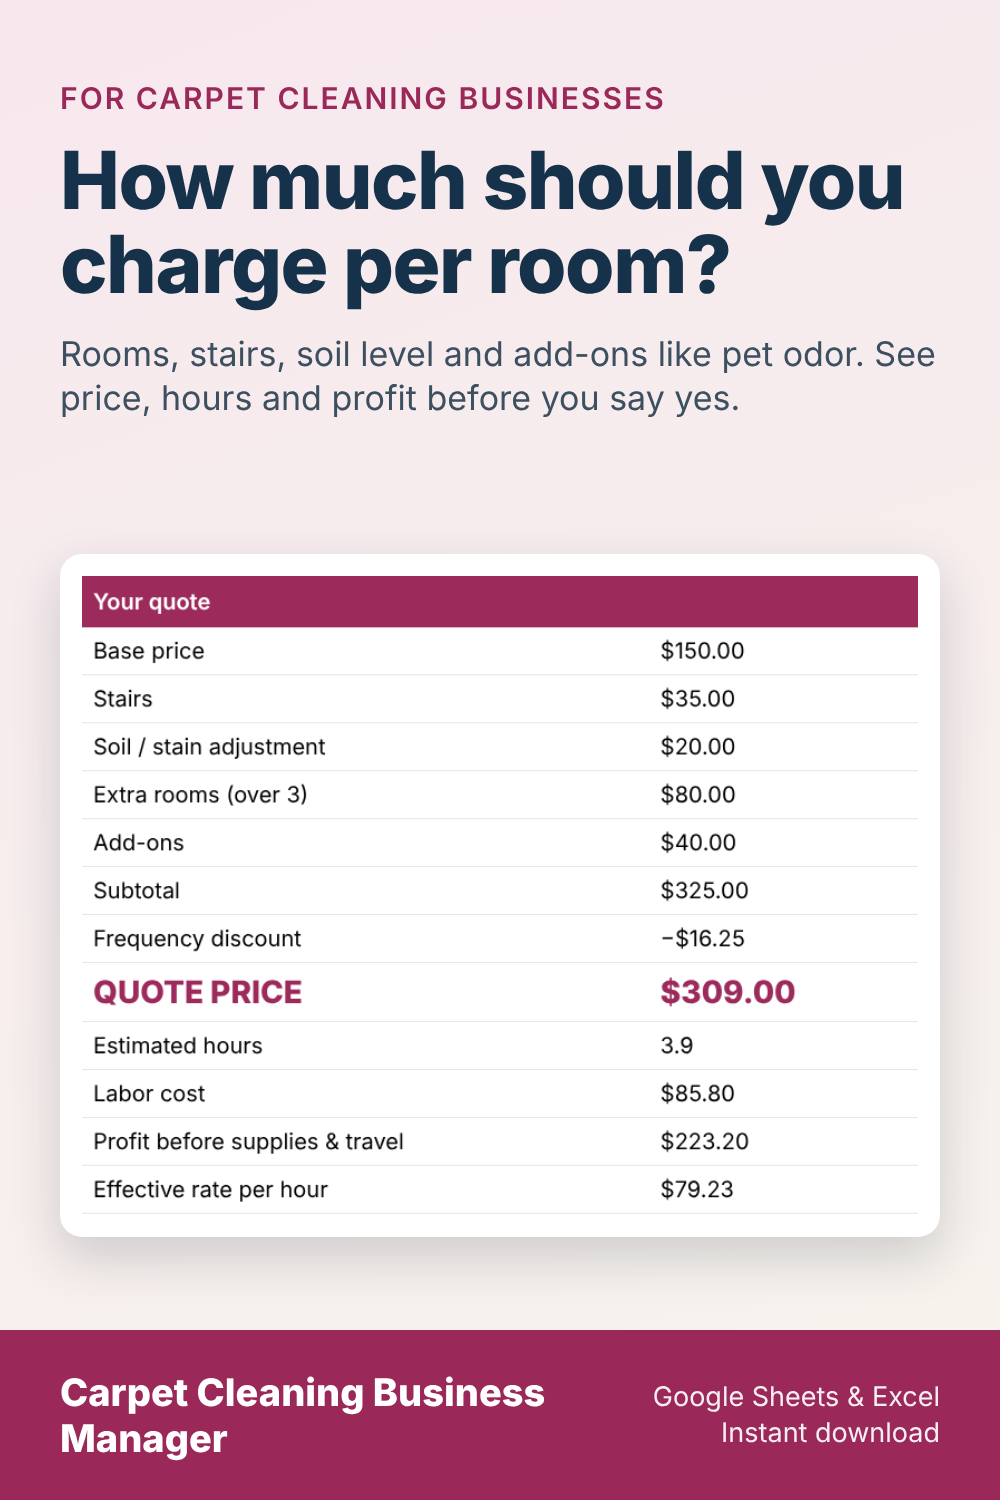 FOR CARPET CLEANING BUSINESSES
How much should you
charge per room?
Rooms, stairs, soil level and add-ons like pet odor. See
price, hours and profit before you say yes.
Your quote
Base price $150.00
Stairs $35.00
Soil / stain adjustment $20.00
Extra rooms (over 3) $80.00
Add-ons $40.00
Subtotal $325.00
Frequency discount −$16.25
QUOTE PRICE $309.00
Estimated hours 3.9
Labor cost $85.80
Profit before supplies & travel $223.20
Effective rate per hour $79.23
Carpet Cleaning Business
Manager
Google Sheets & Excel
Instant download